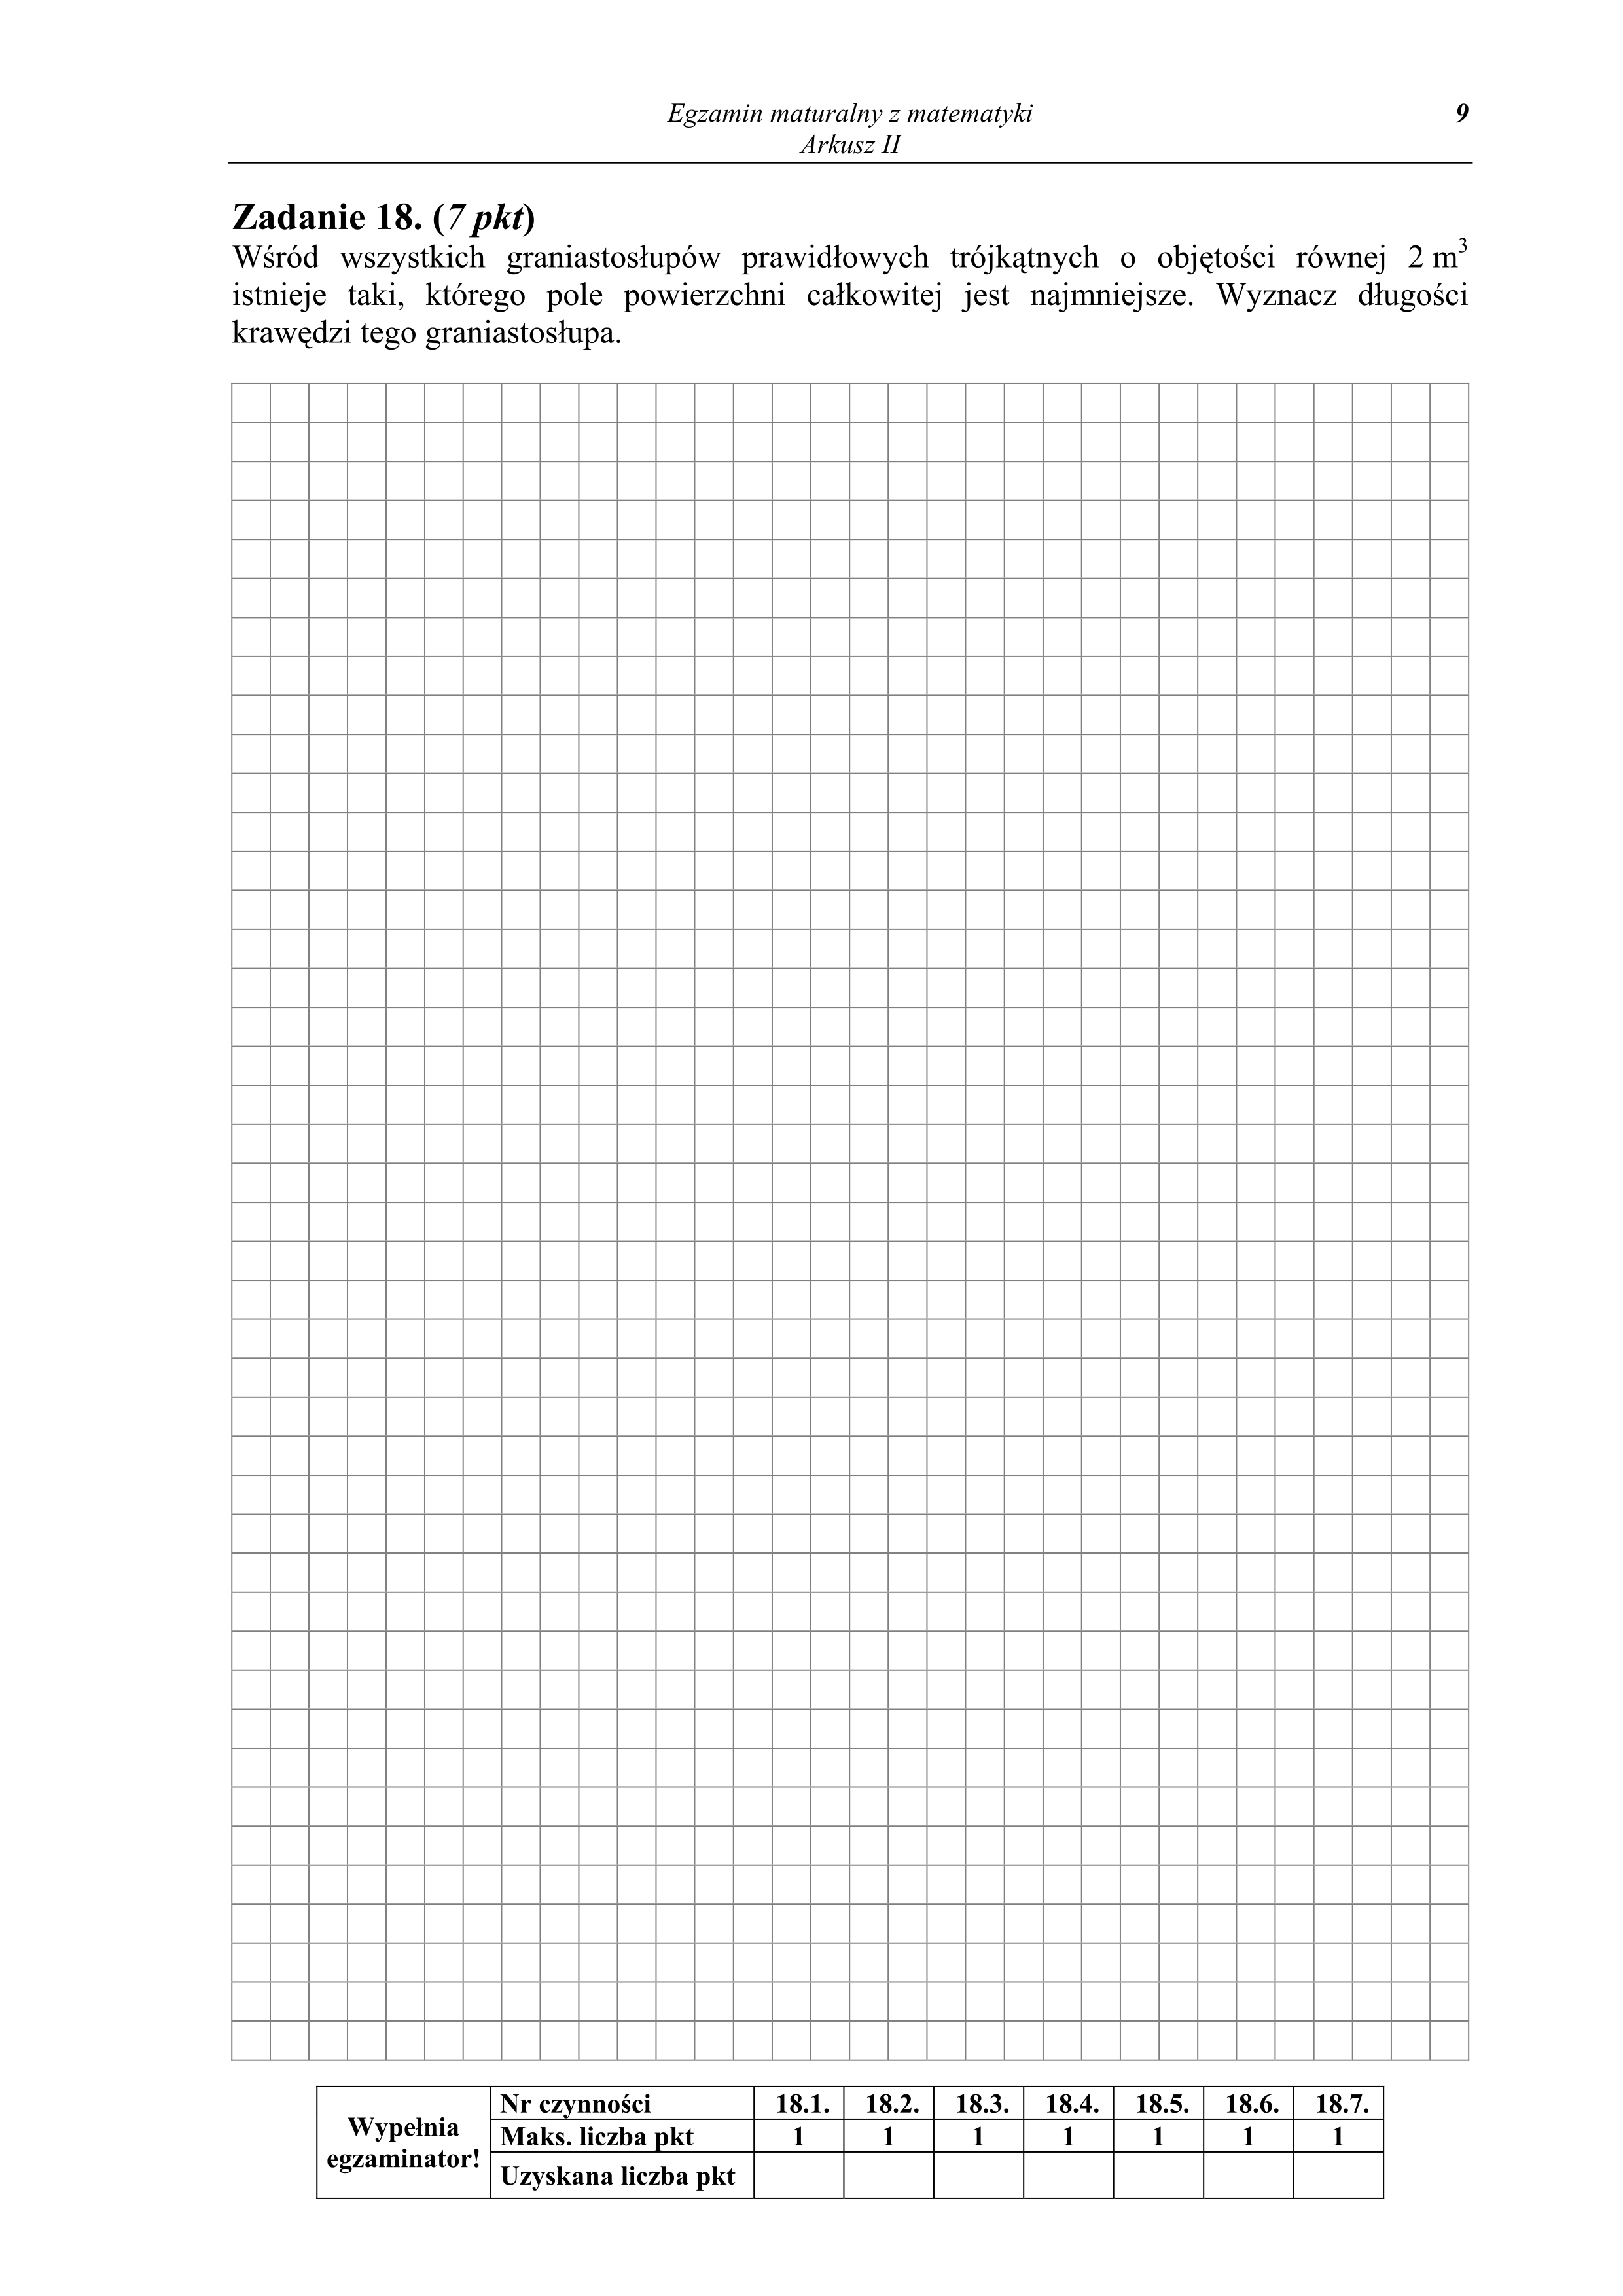 Egzamin maturalny z matematyki 9
Arkusz II
Zadanie 18. (7 pkt)
Wśród wszystkich graniastosłupów prawidłowych trójkątnych o objętości równej 2 m³
istnieje taki, którego pole powierzchni całkowitej jest najmniejsze. Wyznacz długości
krawędzi tego graniastosłupa.
Wypełnia egzaminator!
Nr czynności 18.1. 18.2. 18.3. 18.4. 18.5. 18.6. 18.7.
Maks. liczba pkt 1 1 1 1 1 1 1
Uzyskana liczba pkt